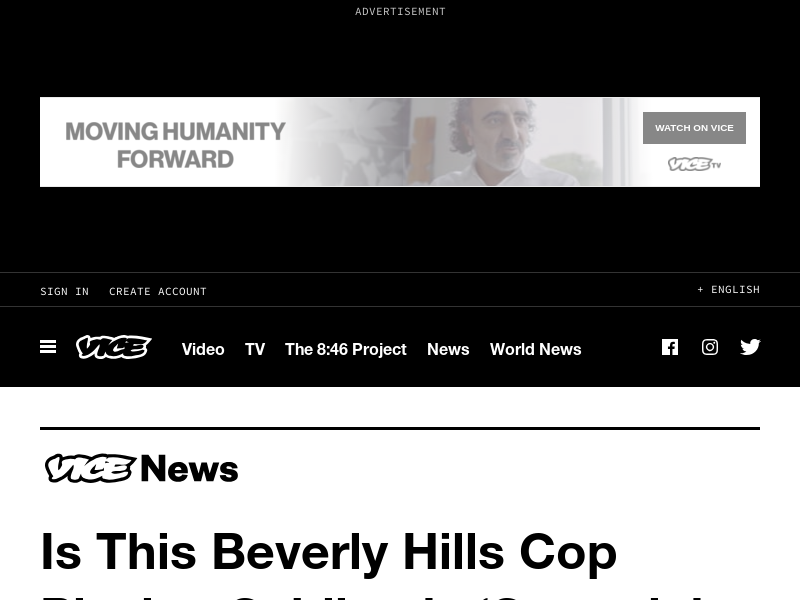 ADVERTISEMENT
MOVING HUMANITY
FORWARD
WATCH ON VICE
VICE TV
SIGN IN CREATE ACCOUNT + ENGLISH
VICE Video TV The 8:46 Project News World News
VICE News
Is This Beverly Hills Cop